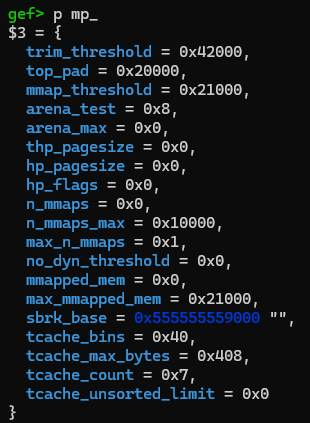 gef> p mp_
$3 = {
  trim_threshold = 0x42000,
  top_pad = 0x20000,
  mmap_threshold = 0x21000,
  arena_test = 0x8,
  arena_max = 0x0,
  thp_pagesize = 0x0,
  hp_pagesize = 0x0,
  hp_flags = 0x0,
  n_mmaps = 0x0,
  n_mmaps_max = 0x10000,
  max_n_mmaps = 0x1,
  no_dyn_threshold = 0x0,
  mmapped_mem = 0x0,
  max_mmapped_mem = 0x21000,
  sbrk_base = 0x555555559000 "",
  tcache_bins = 0x40,
  tcache_max_bytes = 0x408,
  tcache_count = 0x7,
  tcache_unsorted_limit = 0x0
}